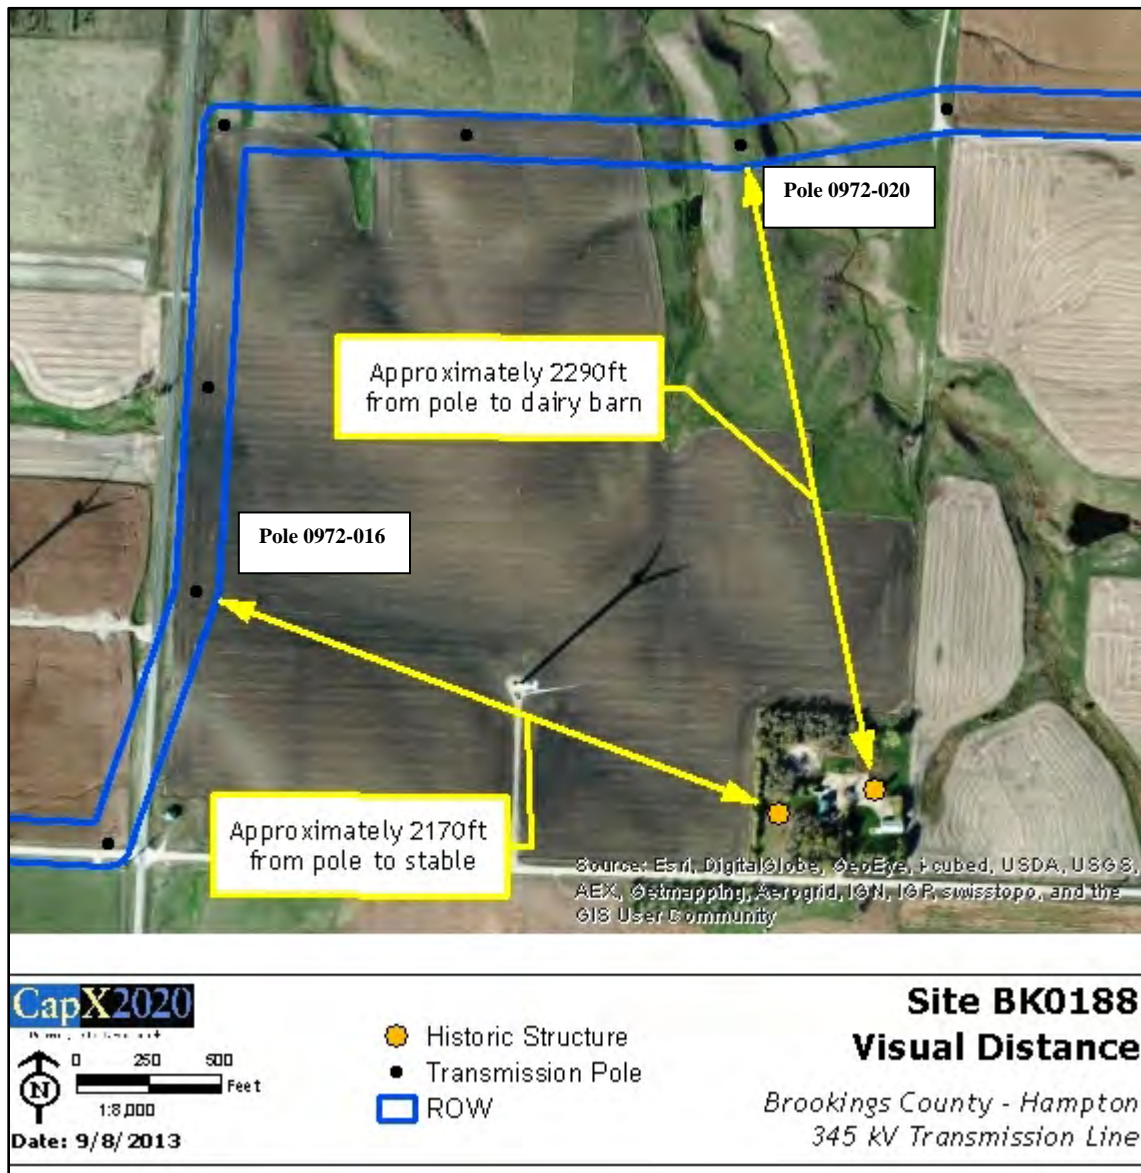 Pole 0972-020
Approximately 2290ft
from pole to dairy barn
Pole 0972-016
Approximately 2170ft
from pole to stable
Source: Esri, DigitalGlobe, GeoEye, i-cubed, USDA, USGS,
AEX, Getmapping, Aerogrid, IGN, IGP, swisstopo, and the
GIS User Community
CapX2020
N
0 250 500
Feet
1:8,000
Date: 9/8/2013
Historic Structure
Transmission Pole
ROW
Site BK0188
Visual Distance
Brookings County - Hampton
345 kV Transmission Line